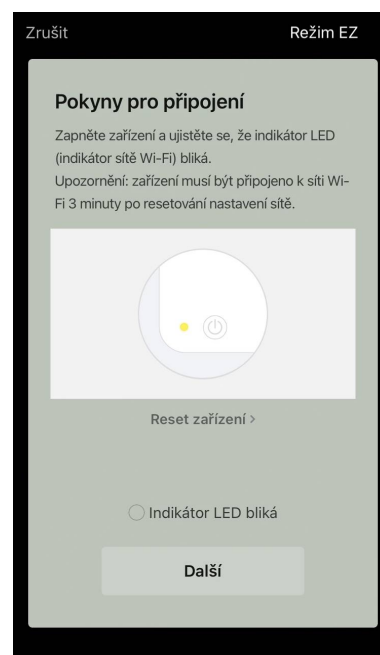 Zrušit
Režim EZ
Pokyny pro připojení
Zapněte zařízení a ujistěte se, že indikátor LED
(indikátor sítě Wi-Fi) bliká.
Upozornění: zařízení musí být připojeno k síti Wi-
Fi 3 minuty po resetování nastavení sítě.
Reset zařízení >
Indikátor LED bliká
Další